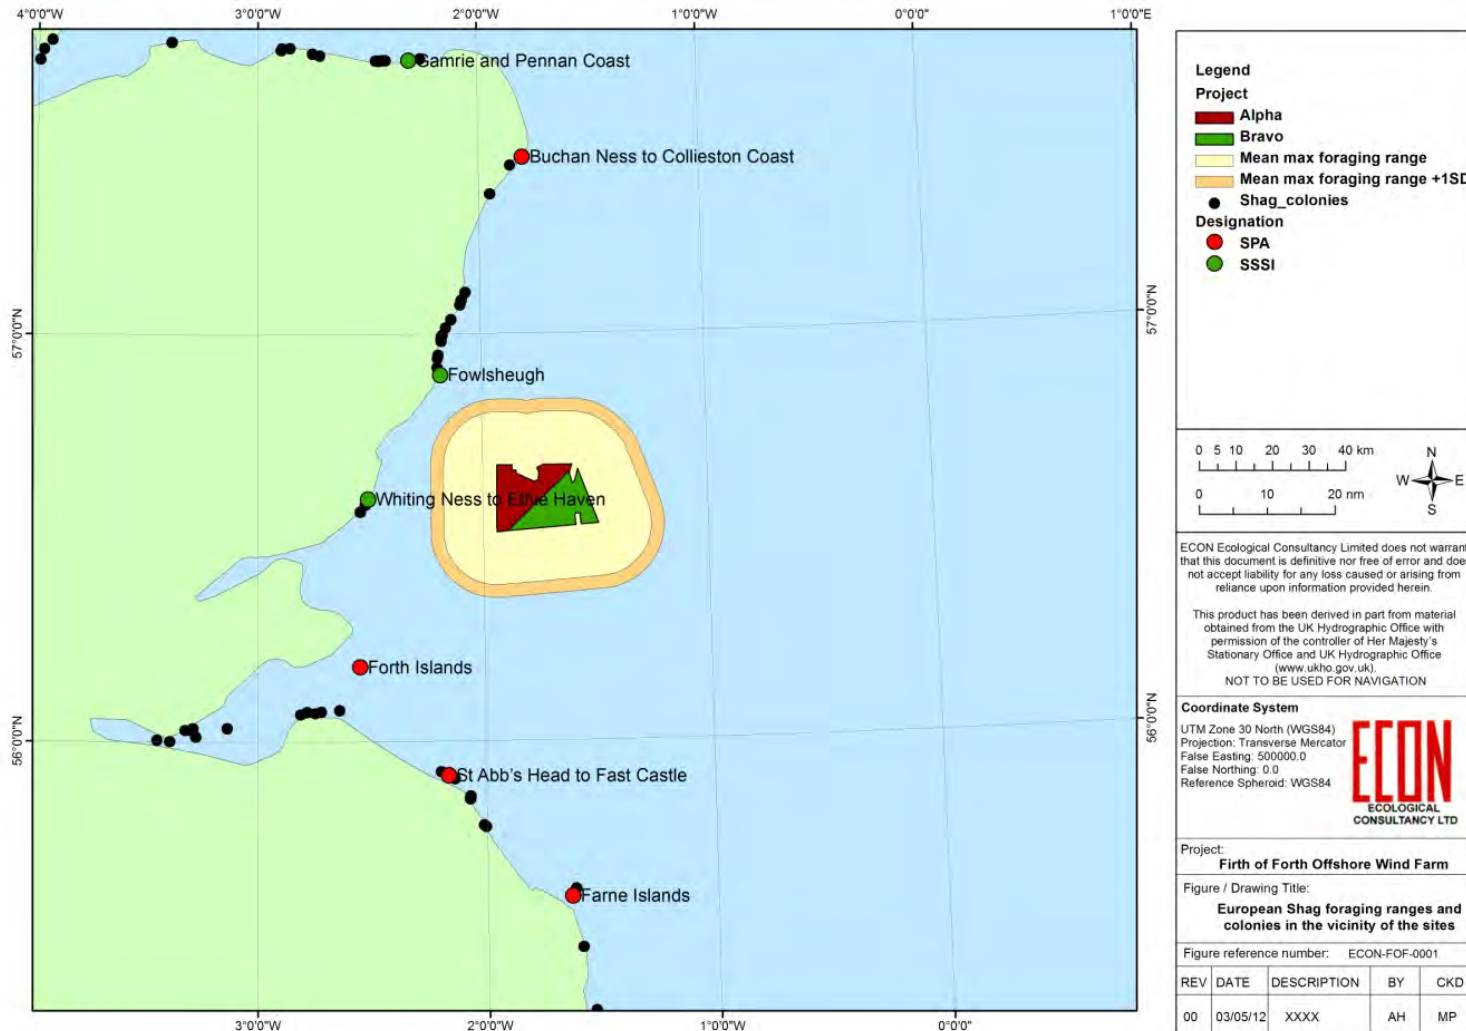 4°0'0"W 3°0'0"W 2°0'0"W 1°0'0"W 0°0'0" 1°0'0"E
Gamrie and Pennan Coast
Buchan Ness to Collieston Coast
57°0'0"N 57°0'0"N
Fowlsheugh
Whiting Ness to Ethie Haven
Forth Islands
56°0'0"N 56°0'0"N
St Abb's Head to Fast Castle
Farne Islands
3°0'0"W 2°0'0"W 1°0'0"W 0°0'0"
Legend
Project
Alpha
Bravo
Mean max foraging range
Mean max foraging range +1SD
Shag_colonies
Designation
SPA
SSSI
0 5 10 20 30 40 km
0 10 20 nm
N
W E
S
ECON Ecological Consultancy Limited does not warrant
that this document is definitive nor free of error and doe
not accept liability for any loss caused or arising from
reliance upon information provided herein.
This product has been derived in part from material
obtained from the UK Hydrographic Office with
permission of the controller of Her Majesty's
Stationary Office and UK Hydrographic Office
(www.ukho.gov.uk).
NOT TO BE USED FOR NAVIGATION
Coordinate System
UTM Zone 30 North (WGS84)
Projection: Transverse Mercator
False Easting: 500000.0
False Northing: 0.0
Reference Spheroid: WGS84
ECON
ECOLOGICAL
CONSULTANCY LTD
Project:
Firth of Forth Offshore Wind Farm
Figure / Drawing Title:
European Shag foraging ranges and
colonies in the vicinity of the sites
Figure reference number: ECON-FOF-0001
REV DATE DESCRIPTION BY CKD
00 03/05/12 XXXX AH MP